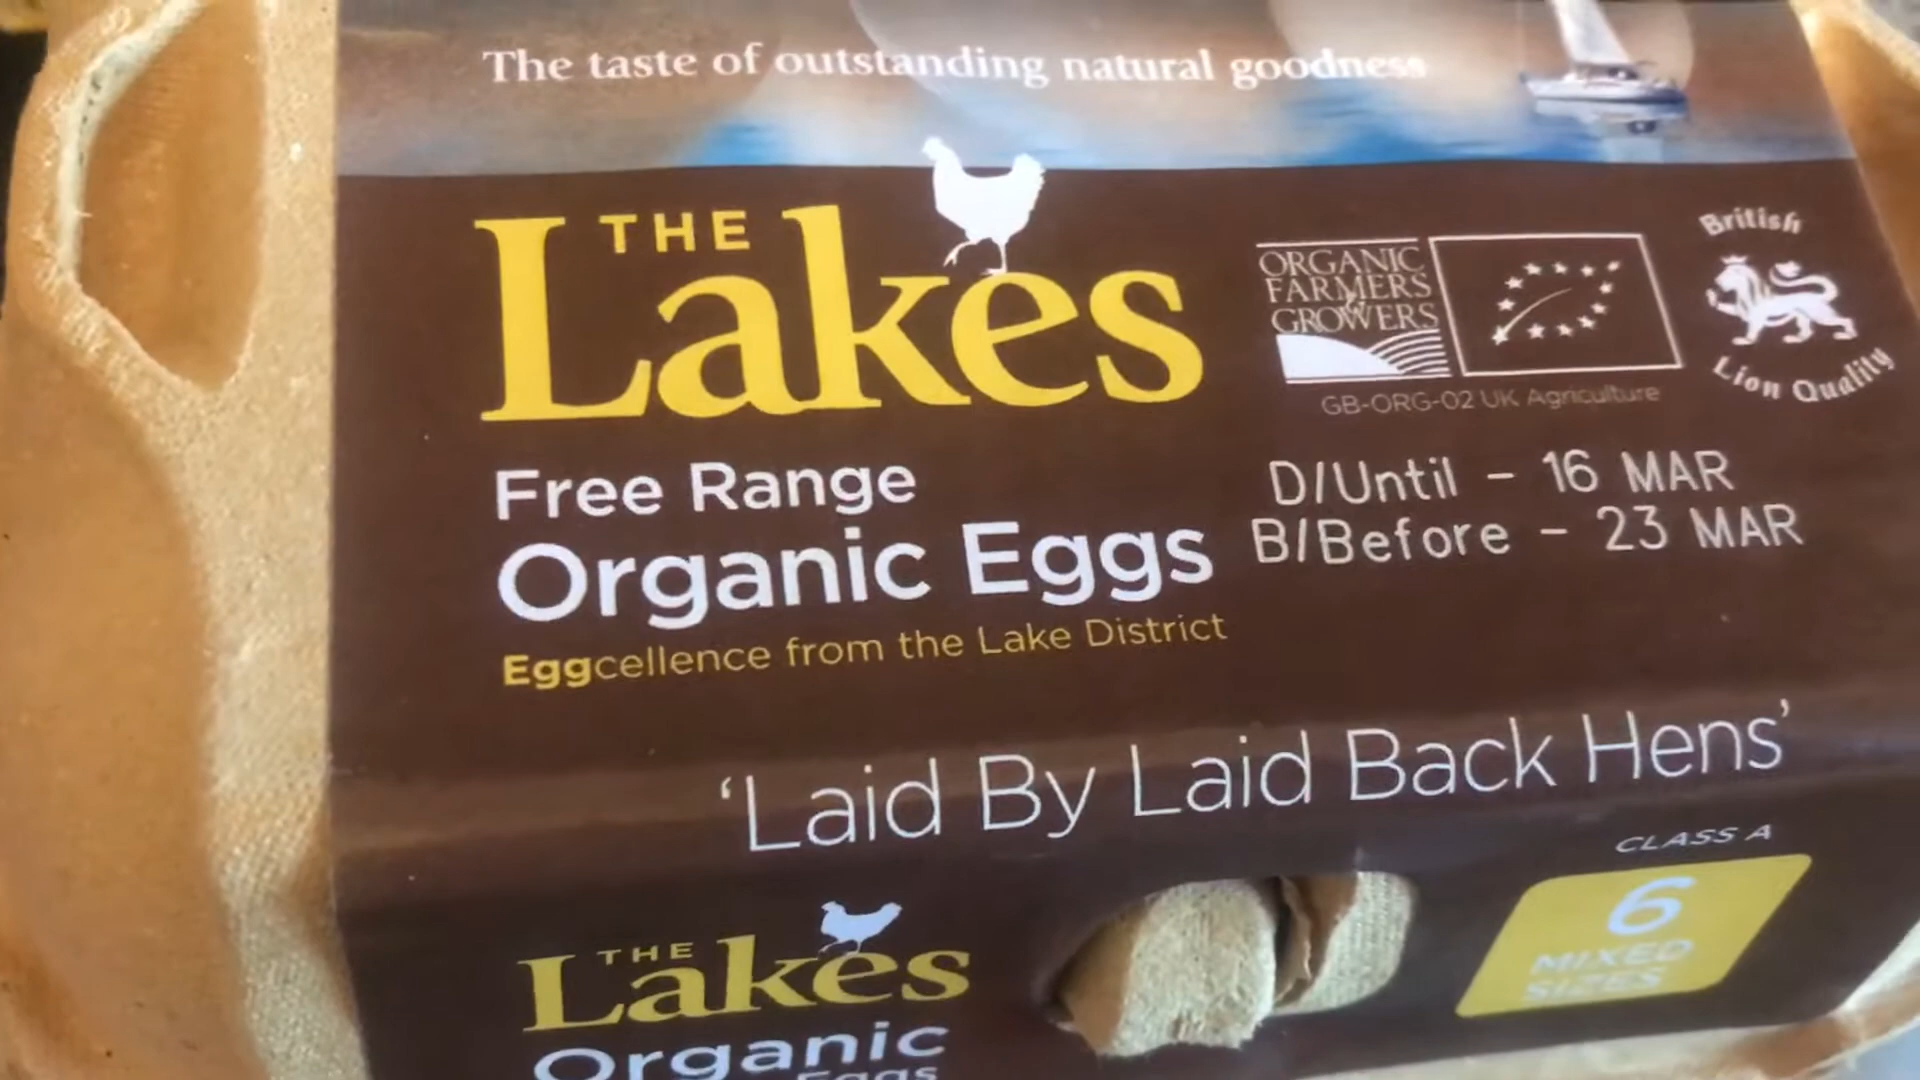 The taste of outstanding natural goodness
THE
Lakes
ORGANIC
FARMERS
GROWERS
GB-ORG-02 UK Agriculture
British
Lion Quality
Free Range
Organic Eggs
Eggcellence from the Lake District
D/Until - 16 MAR
B/Before - 23 MAR
'Laid By Laid Back Hens'
CLASS A
6
MIXED
SIZES
THE
Lakes
Organic
Eggs